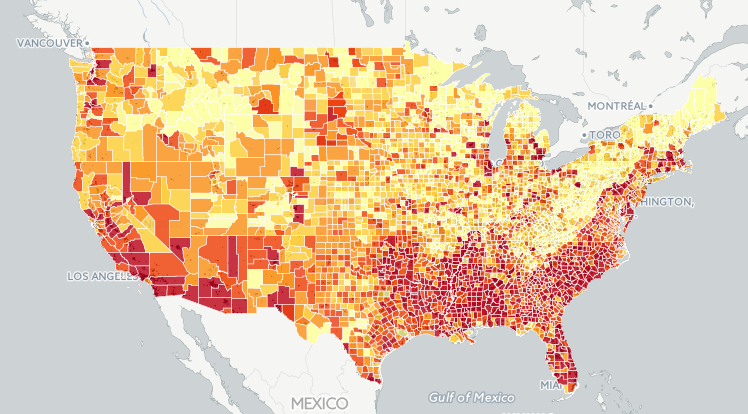 VANCOUVER
MONTRÉAL
TORO
HINGTON,
LOS ANGELES
MIA
Gulf of Mexico
MEXICO